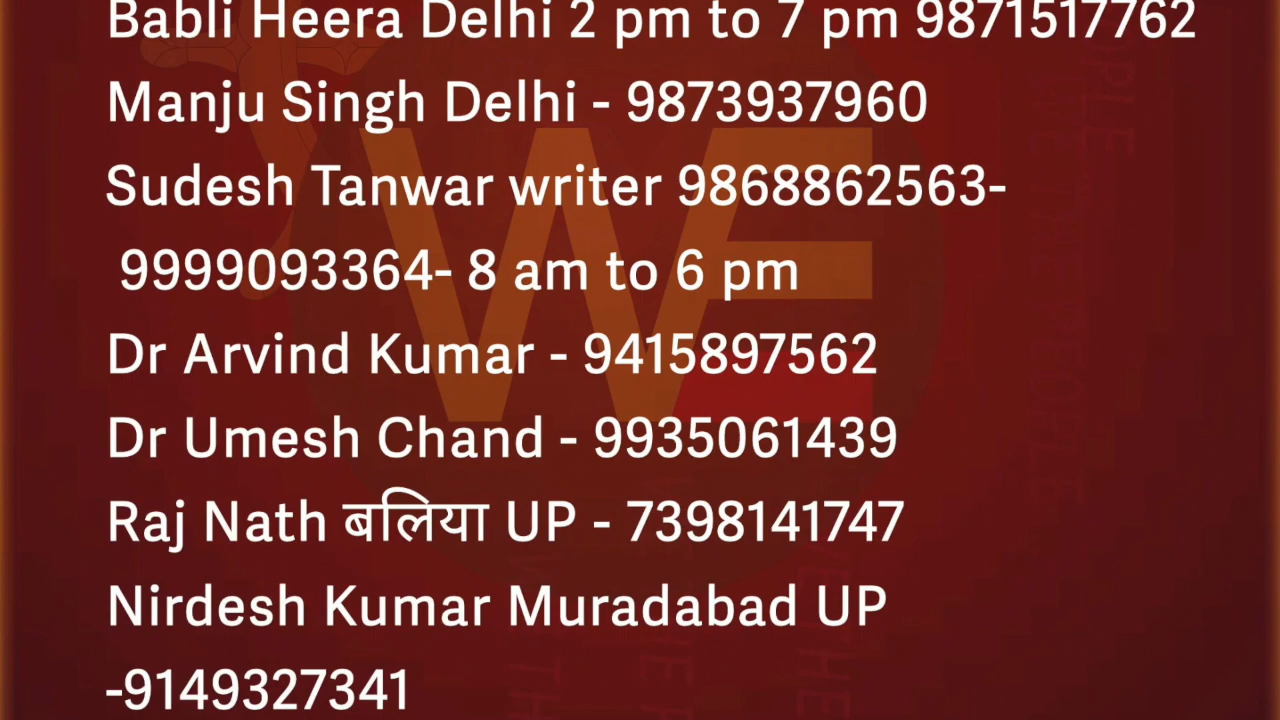 Babli Heera Delhi 2 pm to 7 pm 9871517762
Manju Singh Delhi - 9873937960
Sudesh Tanwar writer 9868862563-
9999093364- 8 am to 6 pm
Dr Arvind Kumar - 9415897562
Dr Umesh Chand - 9935061439
Raj Nath बलिया UP - 7398141747
Nirdesh Kumar Muradabad UP
-9149327341
WE